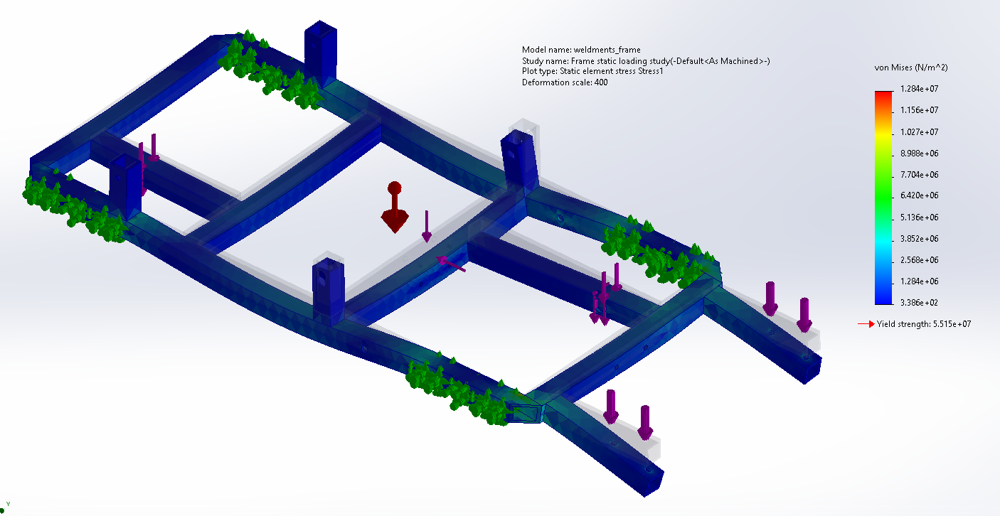 Model name: weldments_frame
Study name: Frame static loading study(-Default<As Machined>-)
Plot type: Static element stress Stress1
Deformation scale: 400
von Mises (N/m^2)
1.284e+07
1.156e+07
1.027e+07
8.988e+06
7.704e+06
6.420e+06
5.136e+06
3.852e+06
2.568e+06
1.284e+06
3.386e+02
Yield strength: 5.515e+07
Y